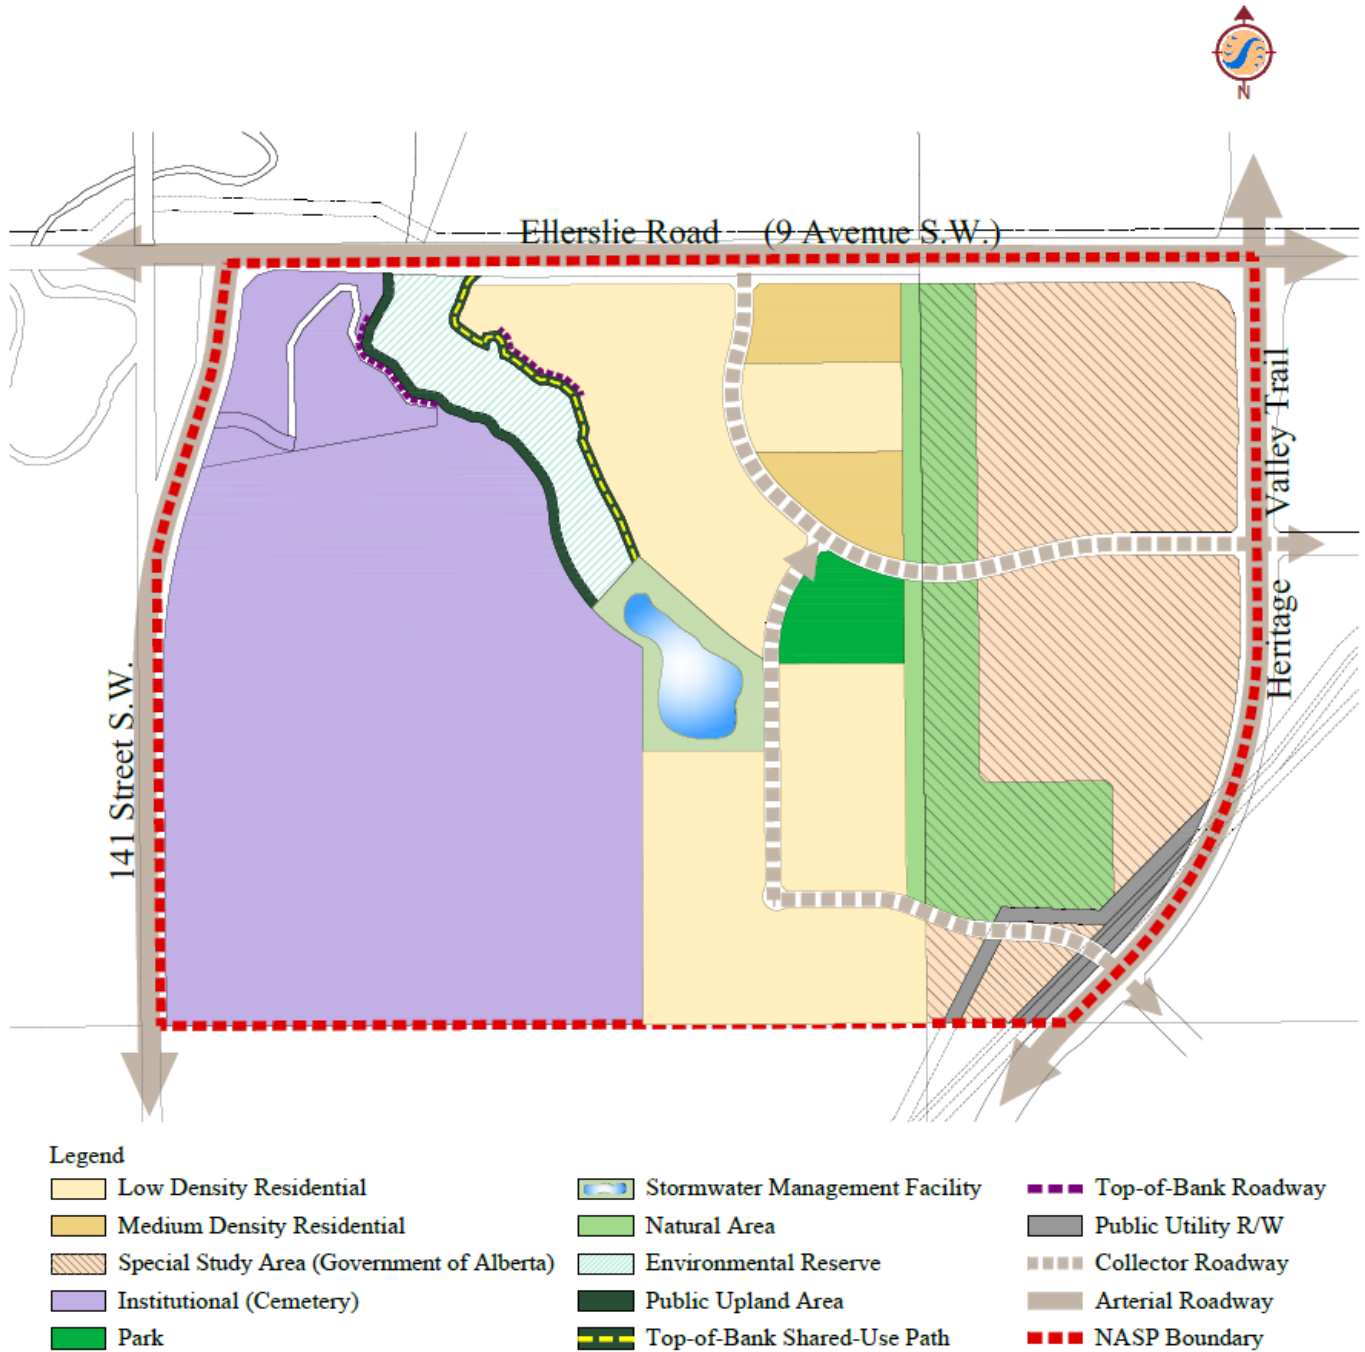 N
Ellerslie Road (9 Avenue S.W.)
Heritage Valley Trail
141 Street S.W.
Legend
Low Density Residential
Medium Density Residential
Special Study Area (Government of Alberta)
Institutional (Cemetery)
Park
Stormwater Management Facility
Natural Area
Environmental Reserve
Public Upland Area
Top-of-Bank Shared-Use Path
Top-of-Bank Roadway
Public Utility R/W
Collector Roadway
Arterial Roadway
NASP Boundary